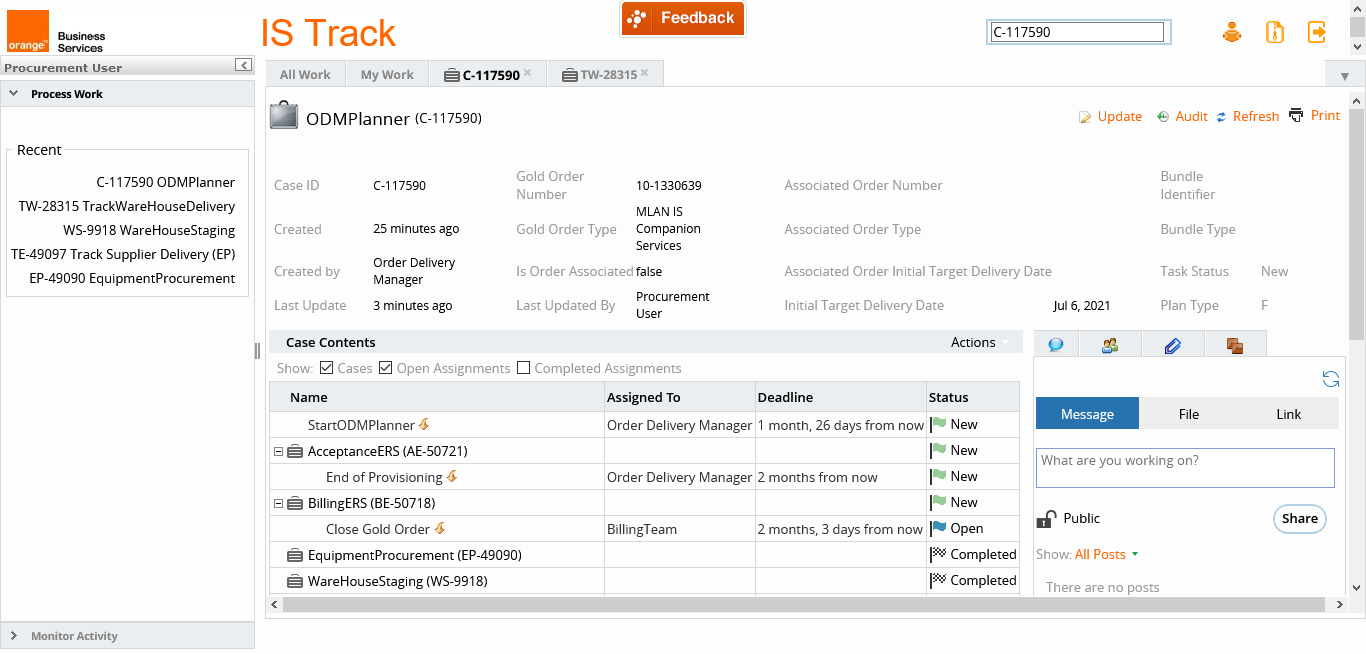 orange™
Business
Services
IS Track
Feedback
C-117590
Procurement User
Process Work
Recent
C-117590 ODMPlanner
TW-28315 TrackWareHouseDelivery
WS-9918 WareHouseStaging
TE-49097 Track Supplier Delivery (EP)
EP-49090 EquipmentProcurement
Monitor Activity
All Work My Work C-117590 TW-28315
ODMPlanner (C-117590)
Update Audit Refresh Print
Case ID C-117590 Gold Order Number 10-1330639 Associated Order Number Bundle Identifier
Created 25 minutes ago Gold Order Type MLAN IS Companion Services Associated Order Type Bundle Type
Created by Order Delivery Manager Is Order Associated false Associated Order Initial Target Delivery Date Task Status New
Last Update 3 minutes ago Last Updated By Procurement User Initial Target Delivery Date Jul 6, 2021 Plan Type F
Case Contents Actions
Show: Cases Open Assignments Completed Assignments
Name Assigned To Deadline Status
StartODMPlanner Order Delivery Manager 1 month, 26 days from now New
AcceptanceERS (AE-50721) New
End of Provisioning Order Delivery Manager 2 months from now New
BillingERS (BE-50718) New
Close Gold Order BillingTeam 2 months, 3 days from now Open
EquipmentProcurement (EP-49090) Completed
WareHouseStaging (WS-9918) Completed
Message File Link
What are you working on?
Public Share
Show: All Posts
There are no posts